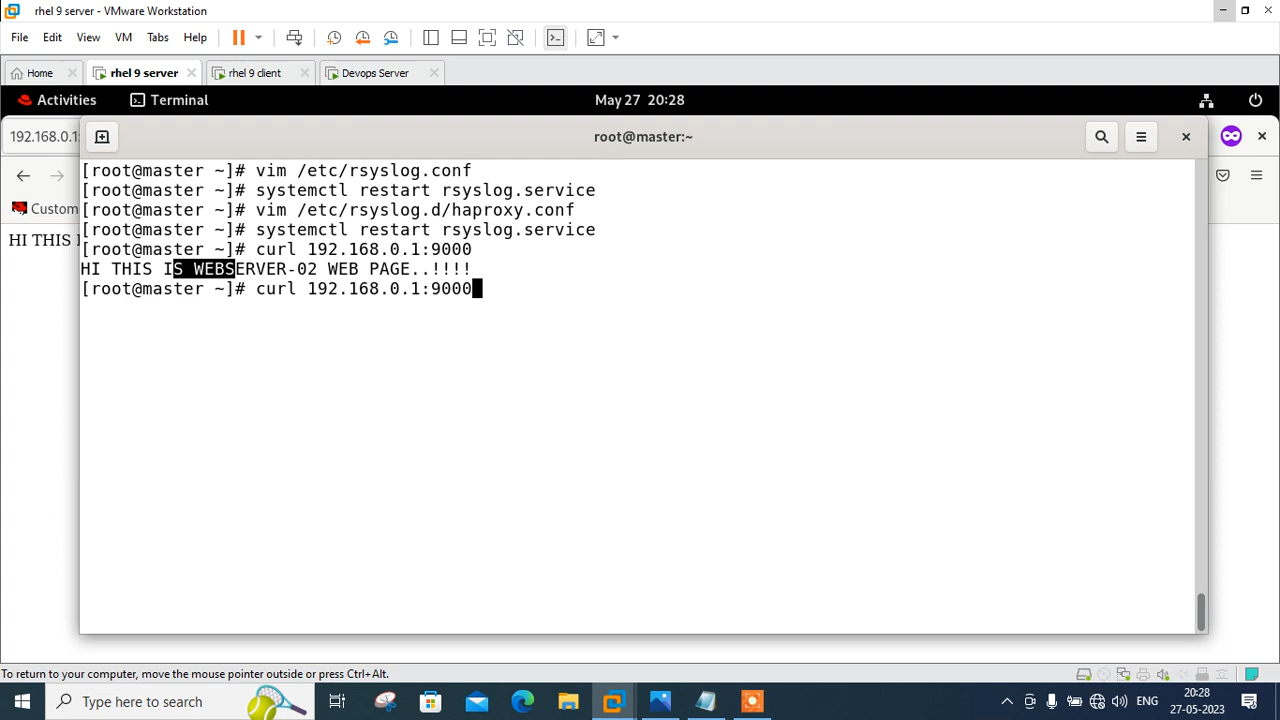 rhel 9 server - VMware Workstation
File Edit View VM Tabs Help
Home rhel 9 server rhel 9 client Devops Server
Activities Terminal May 27 20:28
192.168.0.1: root@master:~
[root@master ~]# vim /etc/rsyslog.conf
[root@master ~]# systemctl restart rsyslog.service
[root@master ~]# vim /etc/rsyslog.d/haproxy.conf
[root@master ~]# systemctl restart rsyslog.service
Custom
[root@master ~]# curl 192.168.0.1:9000
HI THIS I
HI THIS IS WEBSERVER-02 WEB PAGE..!!!!
[root@master ~]# curl 192.168.0.1:9000
To return to your computer, move the mouse pointer outside or press Ctrl+Alt.
Type here to search
ENG
20:28
27-05-2023